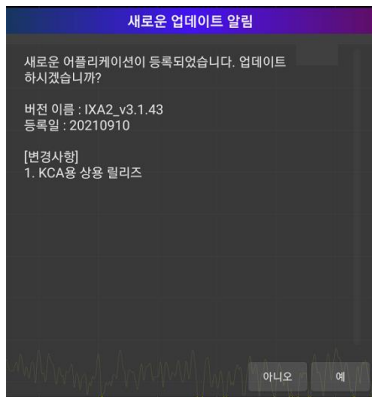 새로운 업데이트 알림
새로운 어플리케이션이 등록되었습니다. 업데이트
하시겠습니까?
버전 이름 : IXA2_v3.1.43
등록일 : 20210910
[변경사항]
1. KCA용 상용 릴리즈
아니오
예